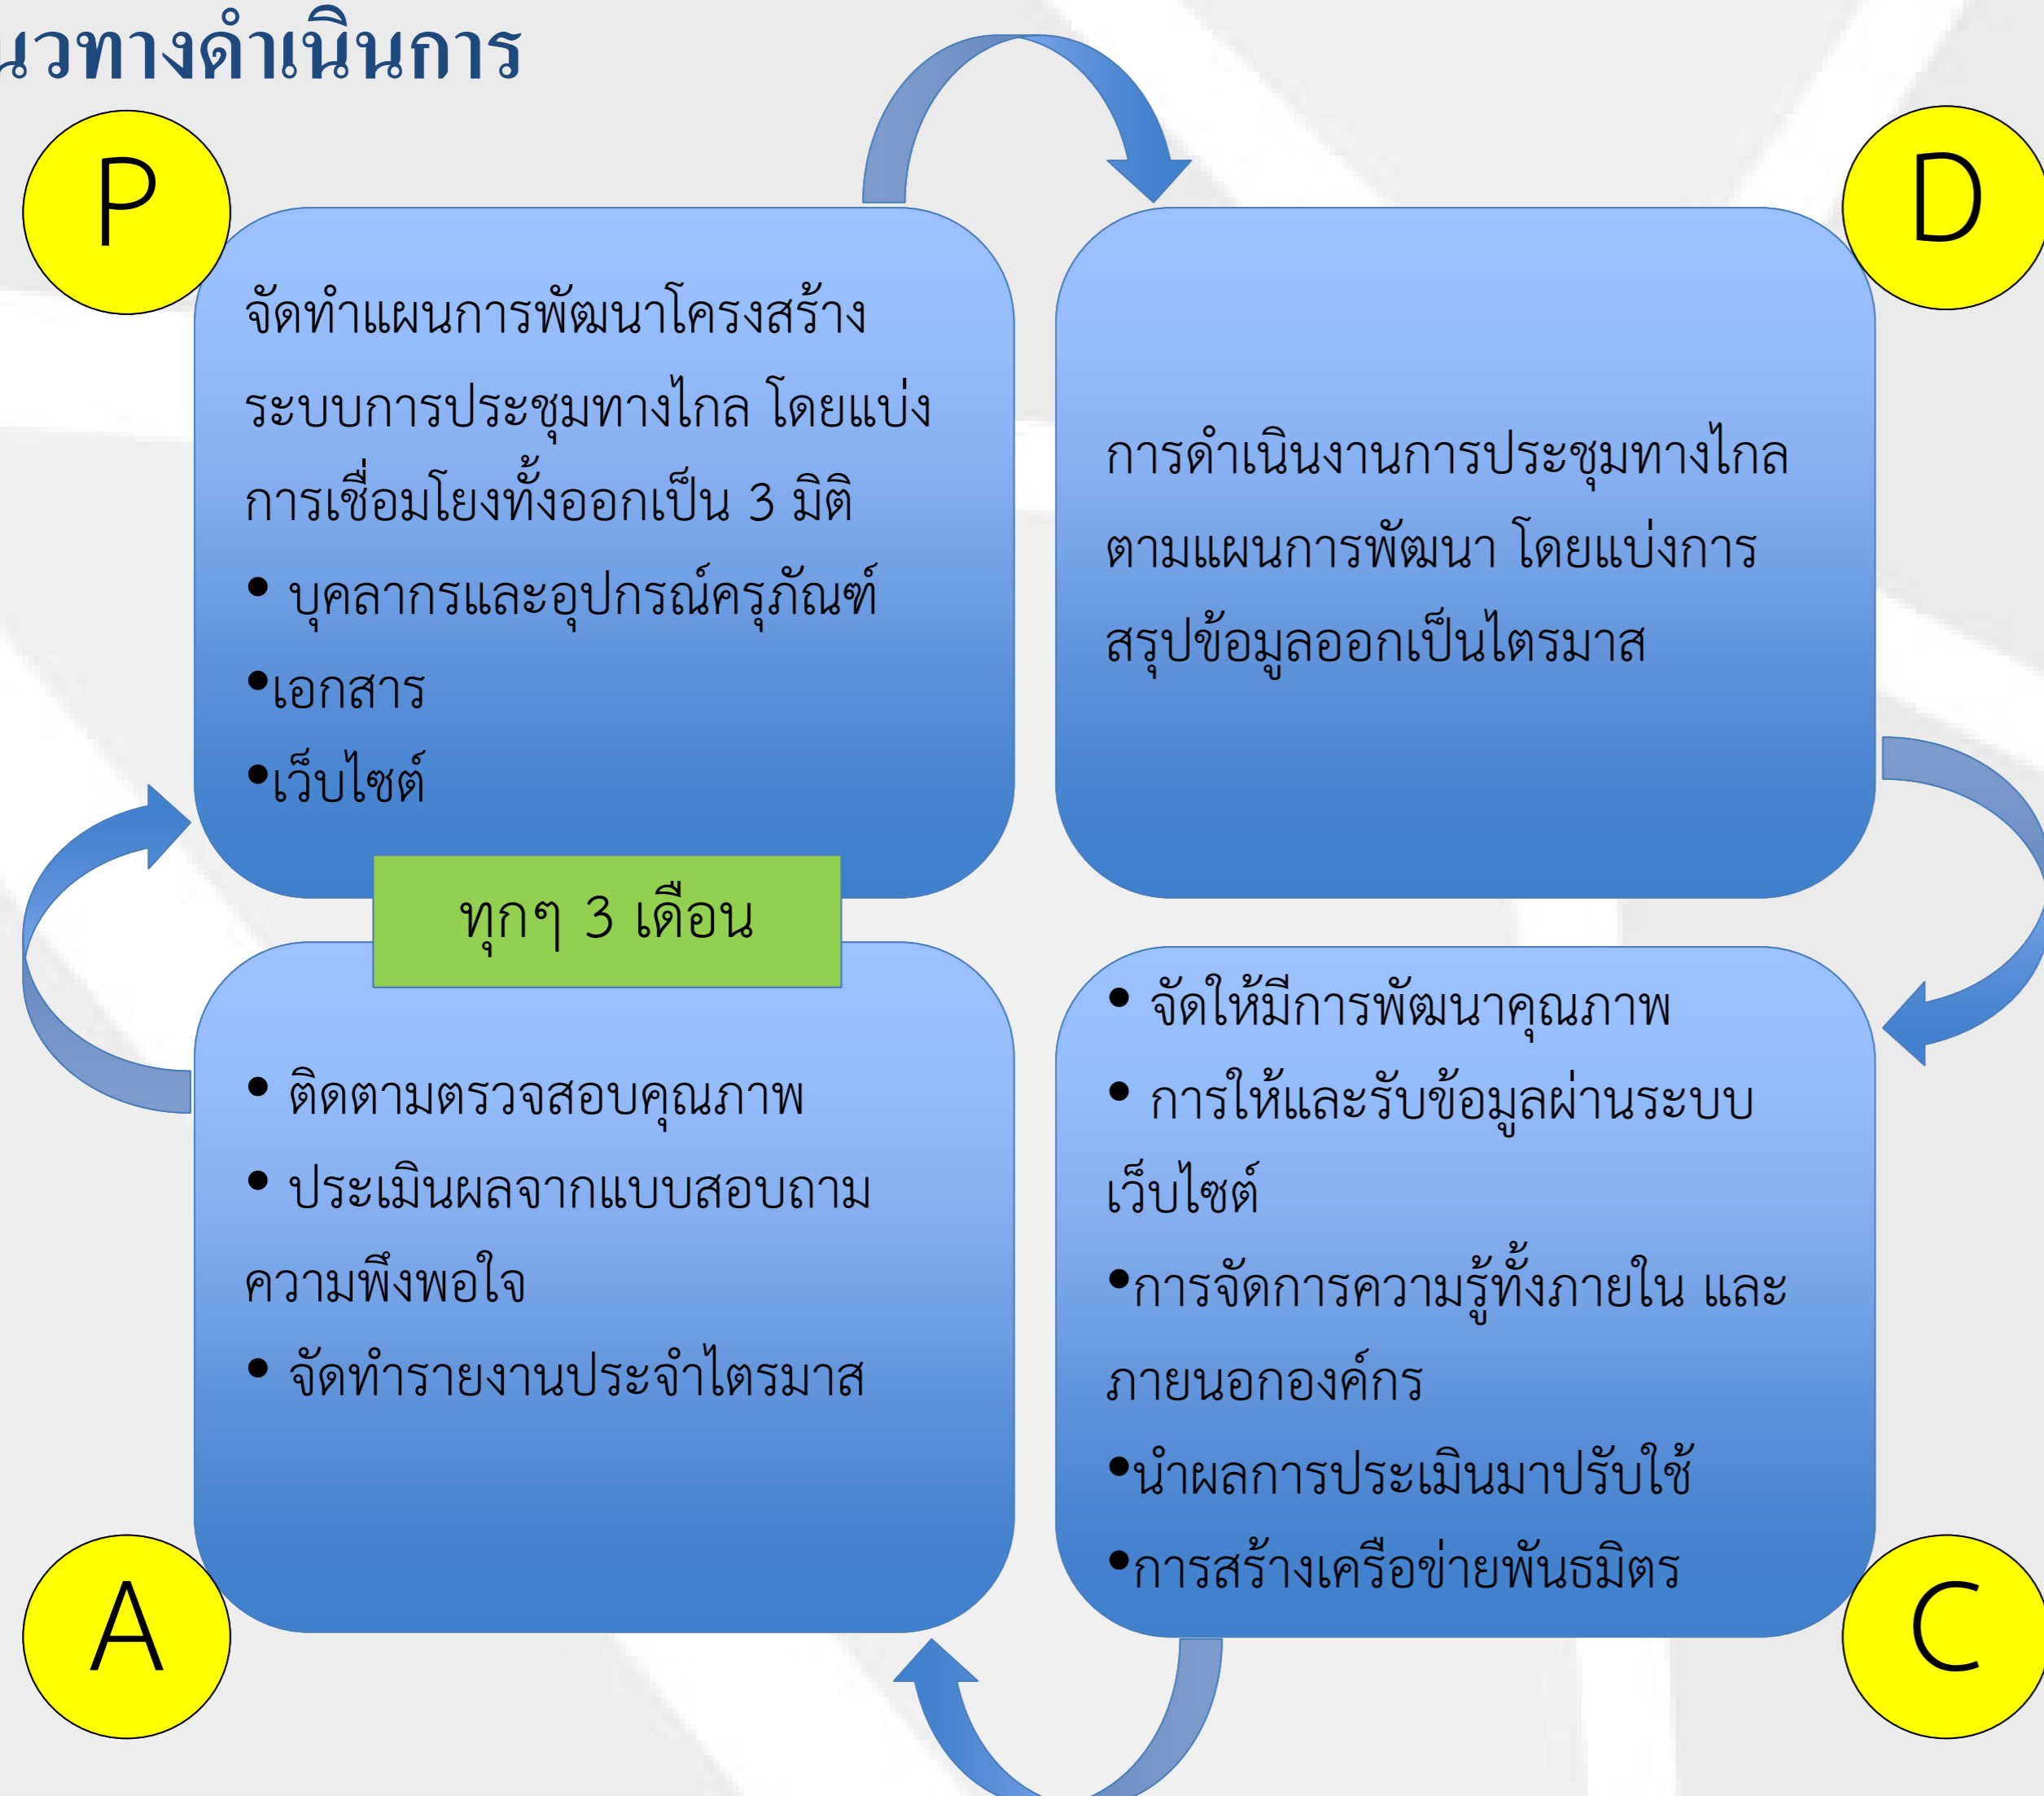 นวทางดำเนินการ
P
จัดทำแผนการพัฒนาโครงสร้าง
ระบบการประชุมทางไกล โดยแบ่ง
การเชื่อมโยงทั้งออกเป็น 3 มิติ
• บุคลากรและอุปกรณ์ครุภัณฑ์
•เอกสาร
•เว็บไซต์
D
การดำเนินงานการประชุมทางไกล
ตามแผนการพัฒนา โดยแบ่งการ
สรุปข้อมูลออกเป็นไตรมาส
ทุกๆ 3 เดือน
• ติดตามตรวจสอบคุณภาพ
• ประเมินผลจากแบบสอบถาม
ความพึงพอใจ
• จัดทำรายงานประจำไตรมาส
A
• จัดให้มีการพัฒนาคุณภาพ
• การให้และรับข้อมูลผ่านระบบ
เว็บไซต์
•การจัดการความรู้ทั้งภายใน และ
ภายนอกองค์กร
•นำผลการประเมินมาปรับใช้
•การสร้างเครือข่ายพันธมิตร
C